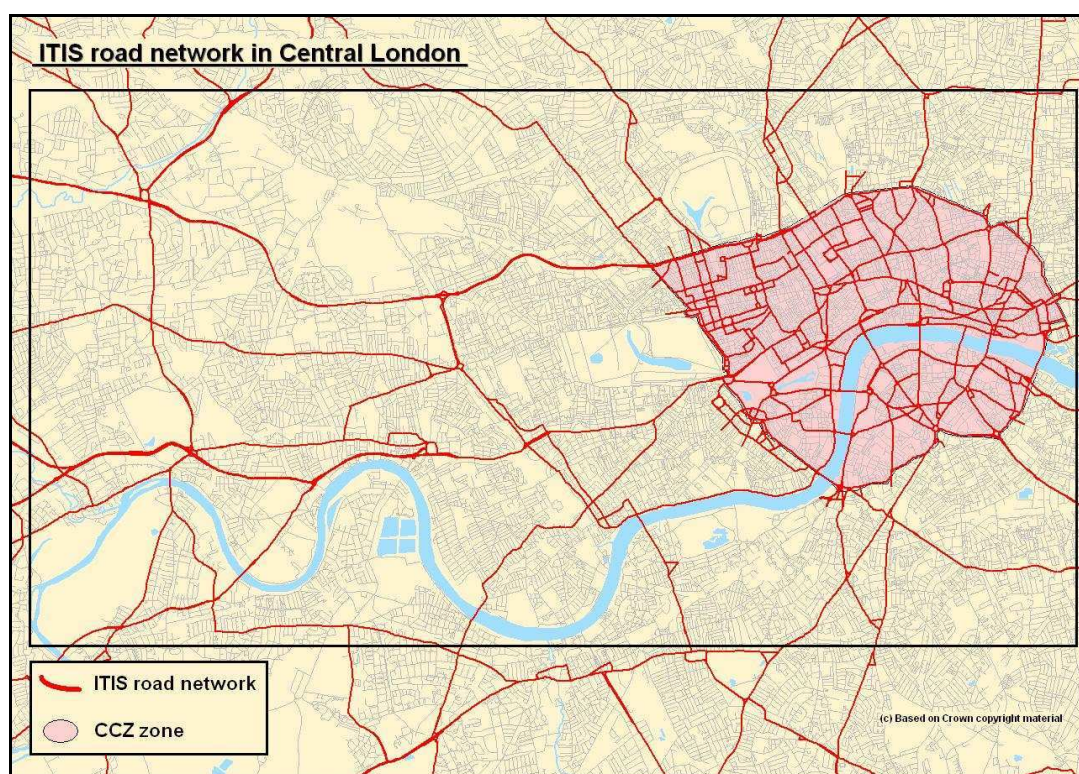 ITIS road network in Central London
ITIS road network
CCZ zone
(c) Based on Crown copyright material